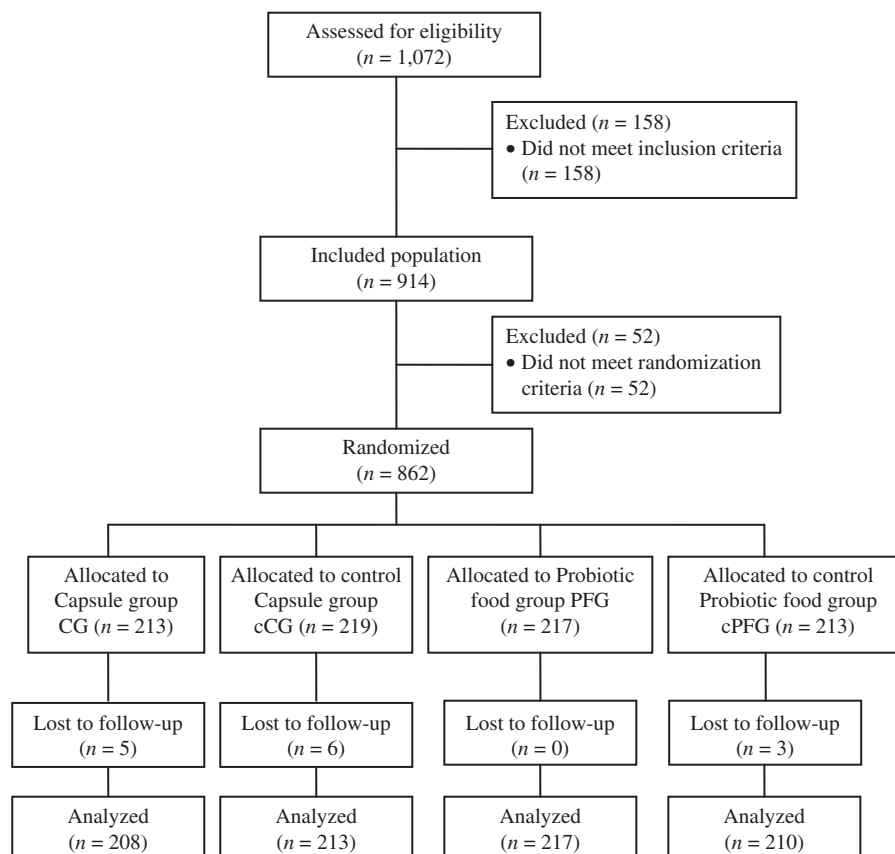 Assessed for eligibility
(n = 1,072)
Excluded (n = 158)
• Did not meet inclusion criteria
(n = 158)
Included population
(n = 914)
Excluded (n = 52)
• Did not meet randomization
criteria (n = 52)
Randomized
(n = 862)
Allocated to
Capsule group
CG (n = 213)
Allocated to control
Capsule group
cCG (n = 219)
Allocated to Probiotic
food group PFG
(n = 217)
Allocated to control
Probiotic food group
cPFG (n = 213)
Lost to follow-up
(n = 5)
Lost to follow-up
(n = 6)
Lost to follow-up
(n = 0)
Lost to follow-up
(n = 3)
Analyzed
(n = 208)
Analyzed
(n = 213)
Analyzed
(n = 217)
Analyzed
(n = 210)